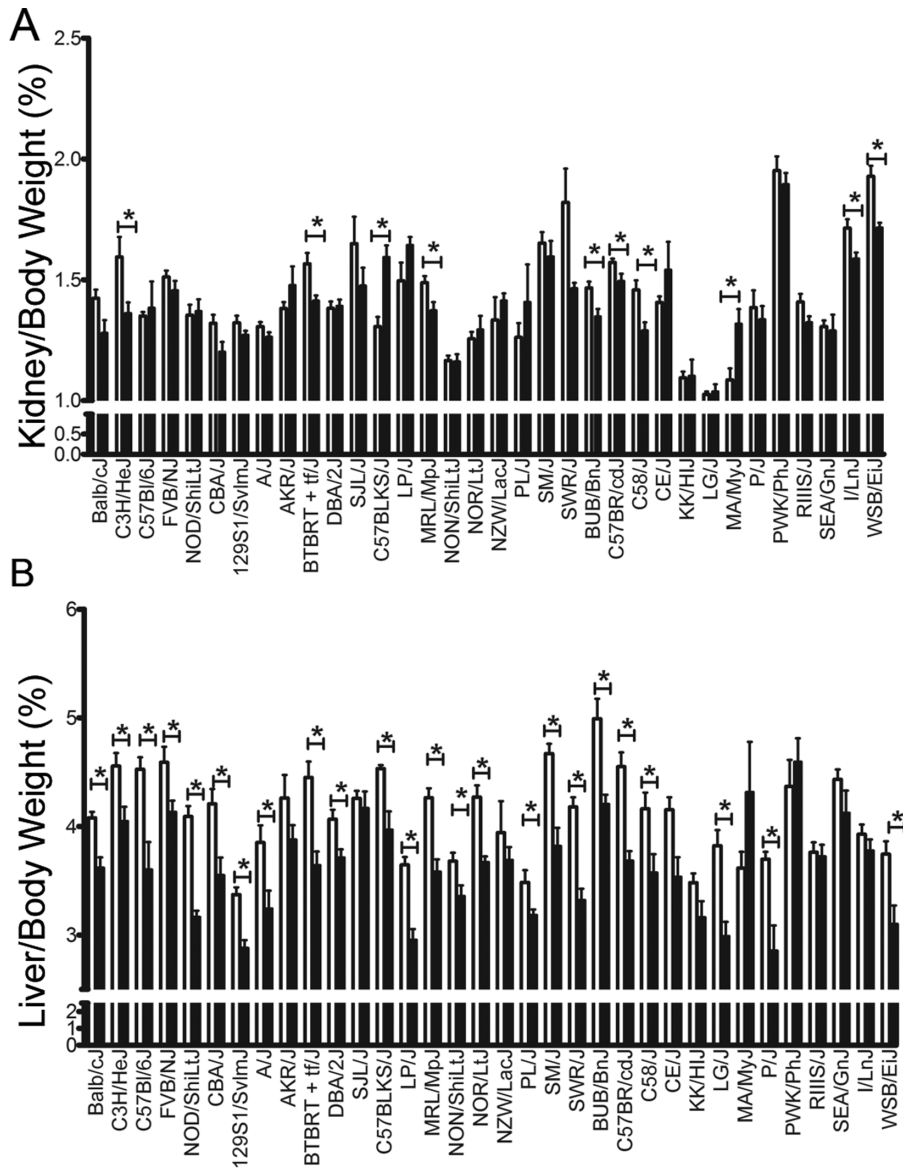 A
Kidney/Body Weight (%)
2.5
2.0
1.5
1.0
0.5
0.0
* * * * * * * * * * *
Balb/cJ
C3H/HeJ
C57Bl/6J
FVB/NJ
NOD/ShiLtJ
CBA/J
129S1/SvlmJ
A/J
AKR/J
BTBRT + tf/J
DBA/2J
SJL/J
C57BLKS/J
LP/J
MRL/MpJ
NON/ShiLtJ
NOR/LtJ
NZW/LacJ
PL/J
SM/J
SWR/J
BUB/BnJ
C57BR/cdJ
C58/J
CE/J
KK/HlJ
LG/J
MA/MyJ
P/J
PWK/PhJ
RIIIS/J
SEA/GnJ
I/LnJ
WSB/EiJ
B
Liver/Body Weight (%)
6
5
4
3
2
1
0
* * * * * * * * * * * * * * * * * * * * * * *
Balb/cJ
C3H/HeJ
C57Bl/6J
FVB/NJ
NOD/ShiLtJ
CBA/J
129S1/SvlmJ
A/J
AKR/J
BTBRT + tf/J
DBA/2J
SJL/J
C57BLKS/J
LP/J
MRL/MpJ
NON/ShiLtJ
NOR/LtJ
NZW/LacJ
PL/J
SM/J
SWR/J
BUB/BnJ
C57BR/cdJ
C58/J
CE/J
KK/HlJ
LG/J
MA/MyJ
P/J
PWK/PhJ
RIIIS/J
SEA/GnJ
I/LnJ
WSB/EiJ